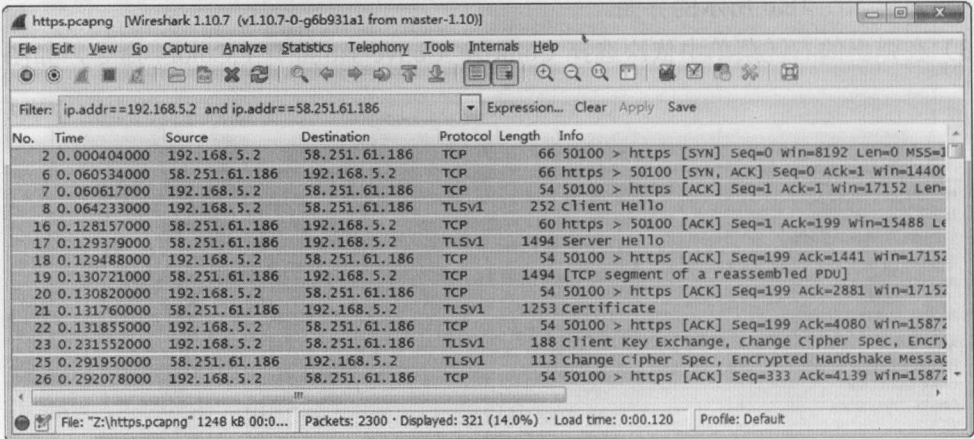 https.pcapng [Wireshark 1.10.7 (v1.10.7-0-g6b931a1 from master-1.10)]
File Edit View Go Capture Analyze Statistics Telephony Tools Internals Help
Filter: ip.addr==192.168.5.2 and ip.addr==58.251.61.186 Expression... Clear Apply Save
No. Time Source Destination Protocol Length Info
2 0.000404000 192.168.5.2 58.251.61.186 TCP 66 50100 > https [SYN] Seq=0 Win=8192 Len=0 MSS=1
6 0.060534000 58.251.61.186 192.168.5.2 TCP 66 https > 50100 [SYN, ACK] Seq=0 Ack=1 Win=14400
7 0.060617000 192.168.5.2 58.251.61.186 TCP 54 50100 > https [ACK] Seq=1 Ack=1 Win=17152 Len=
8 0.064233000 192.168.5.2 58.251.61.186 TLSv1 252 Client Hello
16 0.128157000 58.251.61.186 192.168.5.2 TCP 60 https > 50100 [ACK] Seq=1 Ack=199 Win=15488 Le
17 0.129379000 58.251.61.186 192.168.5.2 TLSv1 1494 Server Hello
18 0.129488000 192.168.5.2 58.251.61.186 TCP 54 50100 > https [ACK] Seq=199 Ack=1441 Win=17152
19 0.130721000 58.251.61.186 192.168.5.2 TCP 1494 [TCP segment of a reassembled PDU]
20 0.130820000 192.168.5.2 58.251.61.186 TCP 54 50100 > https [ACK] Seq=199 Ack=2881 Win=17152
21 0.131760000 58.251.61.186 192.168.5.2 TLSv1 1253 Certificate
22 0.131855000 192.168.5.2 58.251.61.186 TCP 54 50100 > https [ACK] Seq=199 Ack=4080 Win=15872
23 0.231552000 192.168.5.2 58.251.61.186 TLSv1 188 Client Key Exchange, Change Cipher Spec, Encry
25 0.291950000 58.251.61.186 192.168.5.2 TLSv1 113 Change Cipher Spec, Encrypted Handshake Messag
26 0.292078000 192.168.5.2 58.251.61.186 TCP 54 50100 > https [ACK] Seq=333 Ack=4139 Win=15872
File: "Z:\https.pcapng" 1248 kB 00:0... Packets: 2300 · Displayed: 321 (14.0%) · Load time: 0:00.120 Profile: Default